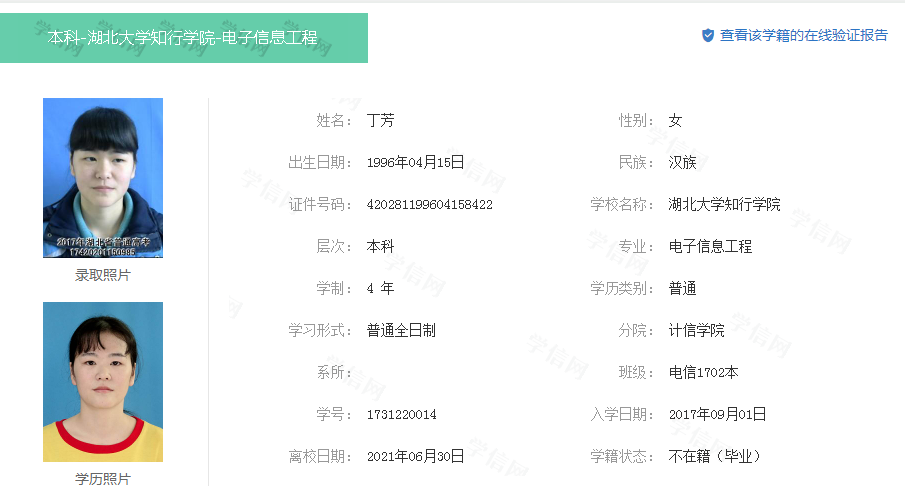 本科-湖北大学知行学院-电子信息工程
查看该学籍的在线验证报告
2017年湖北省普通高考
17420201150985
录取照片
学历照片
姓名： 丁芳 性别： 女
出生日期： 1996年04月15日 民族： 汉族
证件号码： 420281199604158422 学校名称： 湖北大学知行学院
层次： 本科 专业： 电子信息工程
学制： 4 年 学历类别： 普通
学习形式： 普通全日制 分院： 计信学院
系所： 班级： 电信1702本
学号： 1731220014 入学日期： 2017年09月01日
离校日期： 2021年06月30日 学籍状态： 不在籍（毕业）
学信网